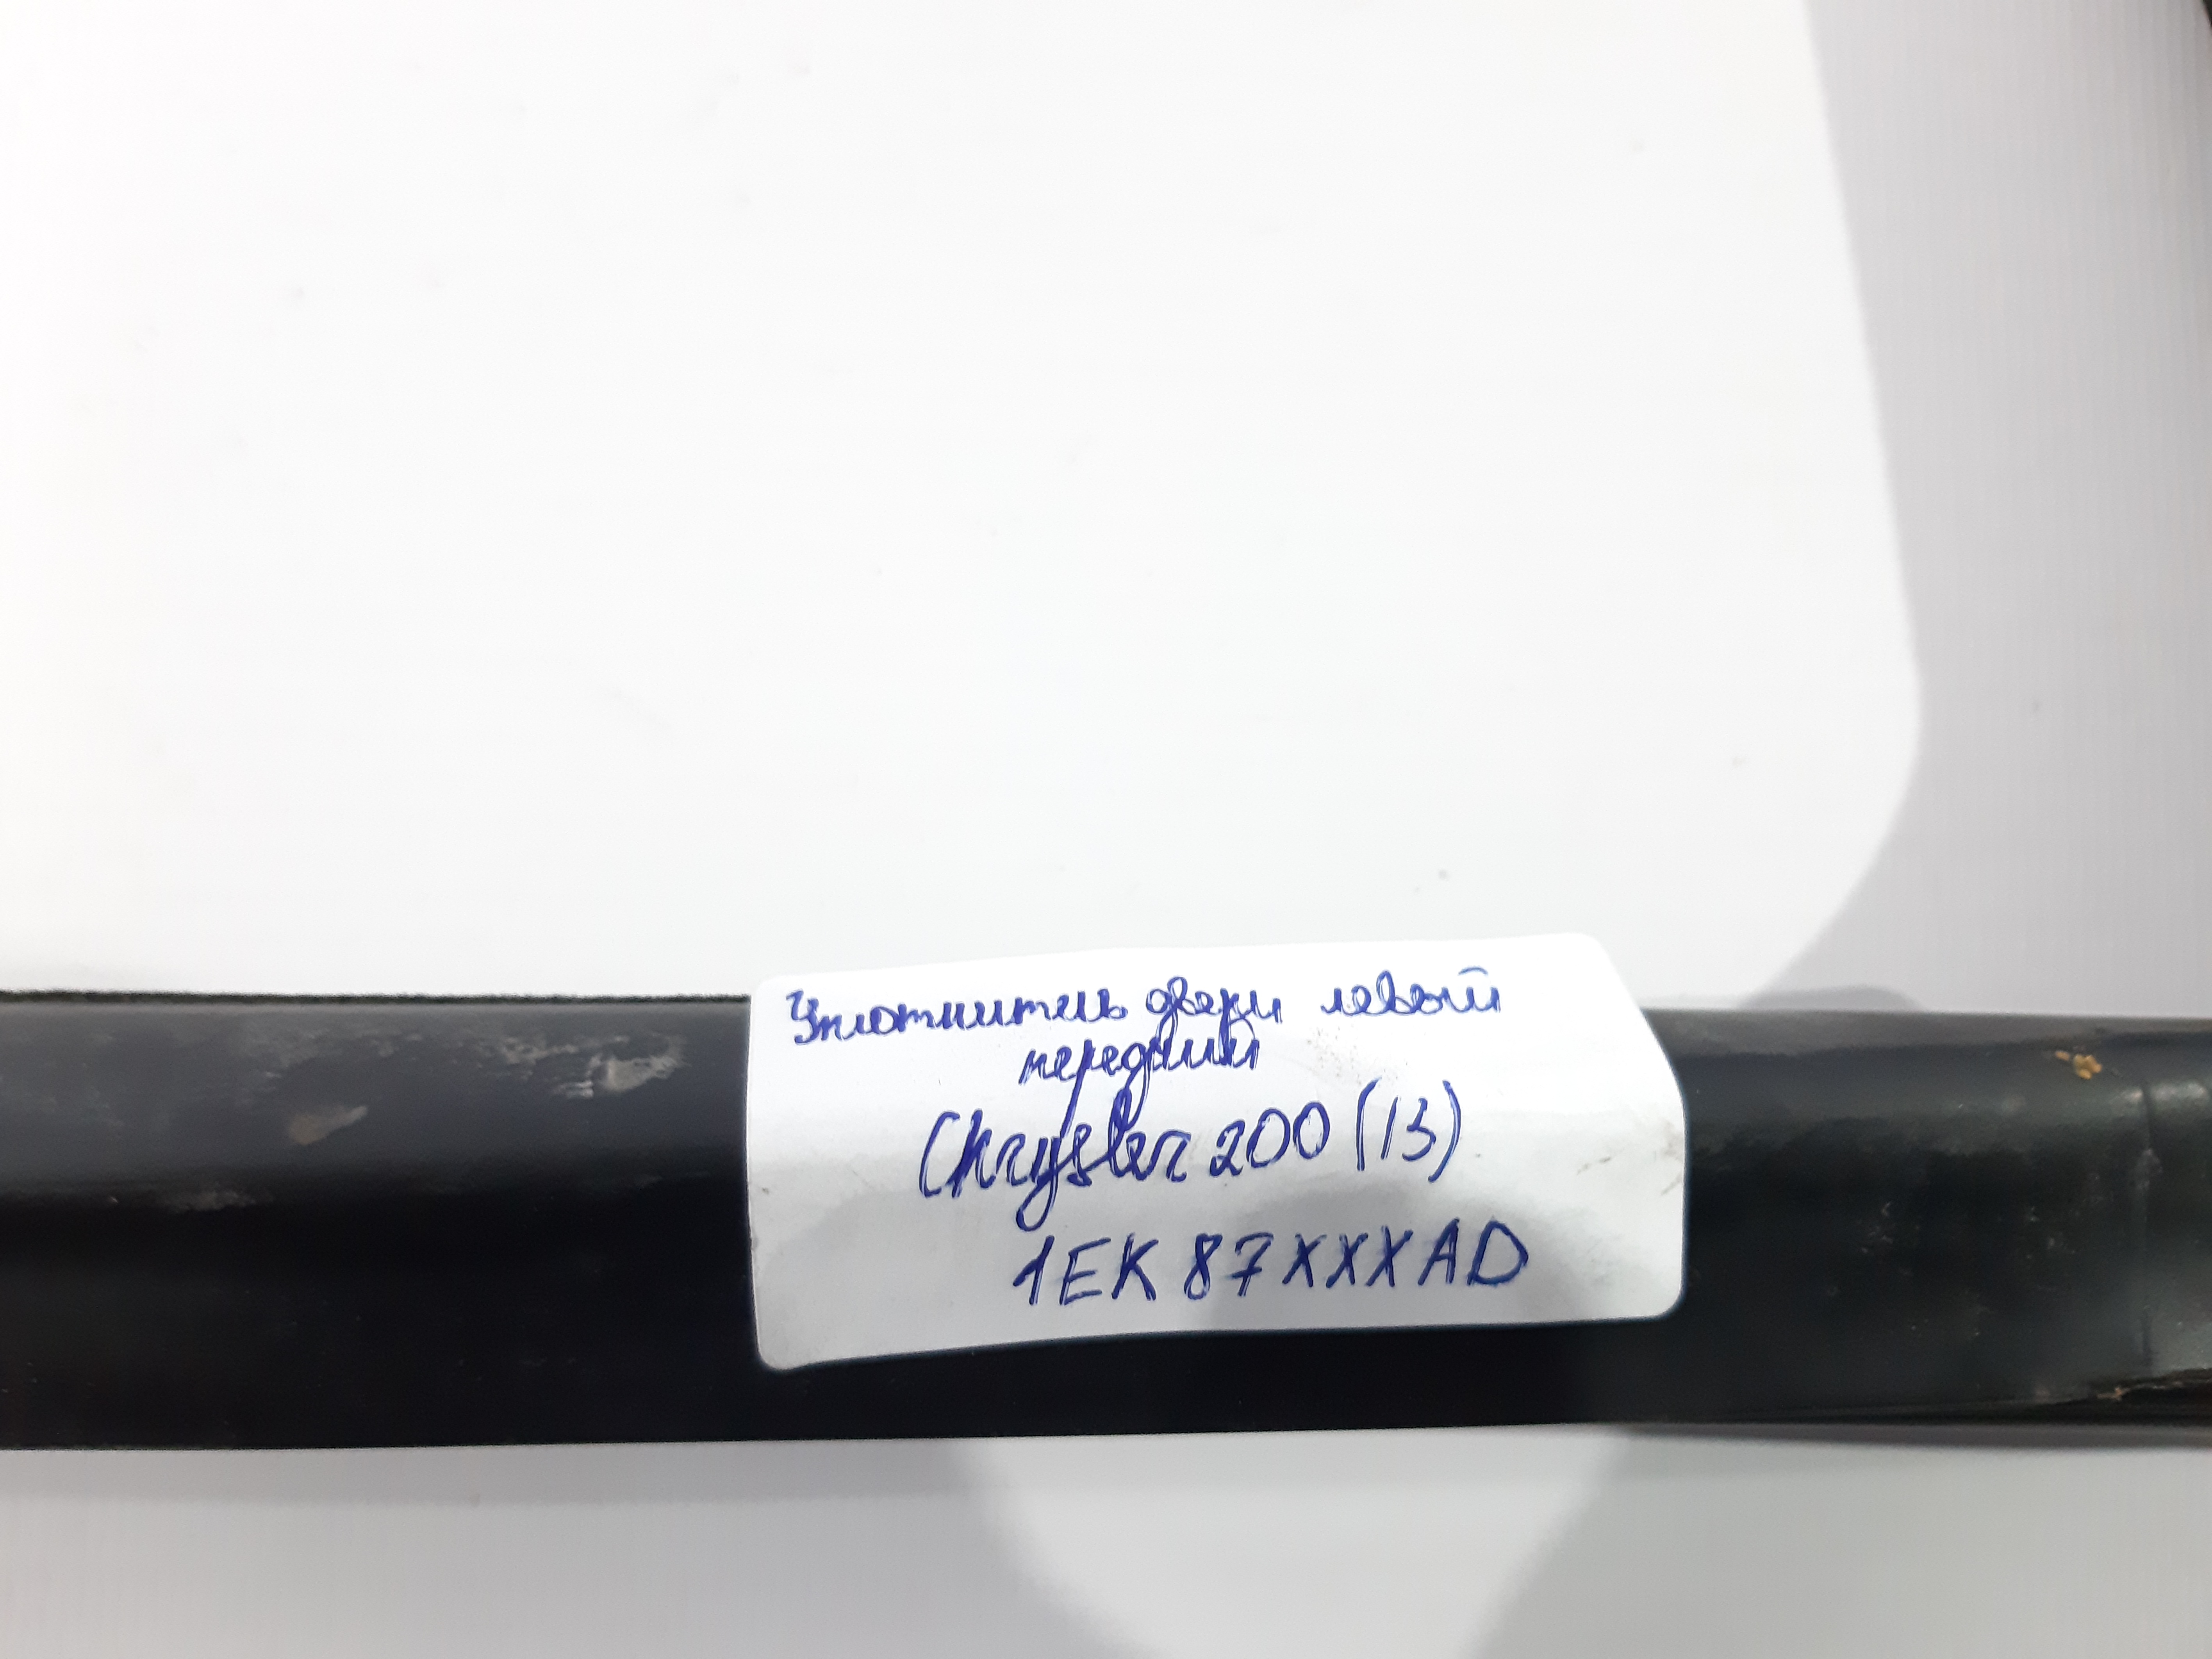 Уплотнитель двери левой
передний
Chrysler 200 (13)
1EK87XXXAD